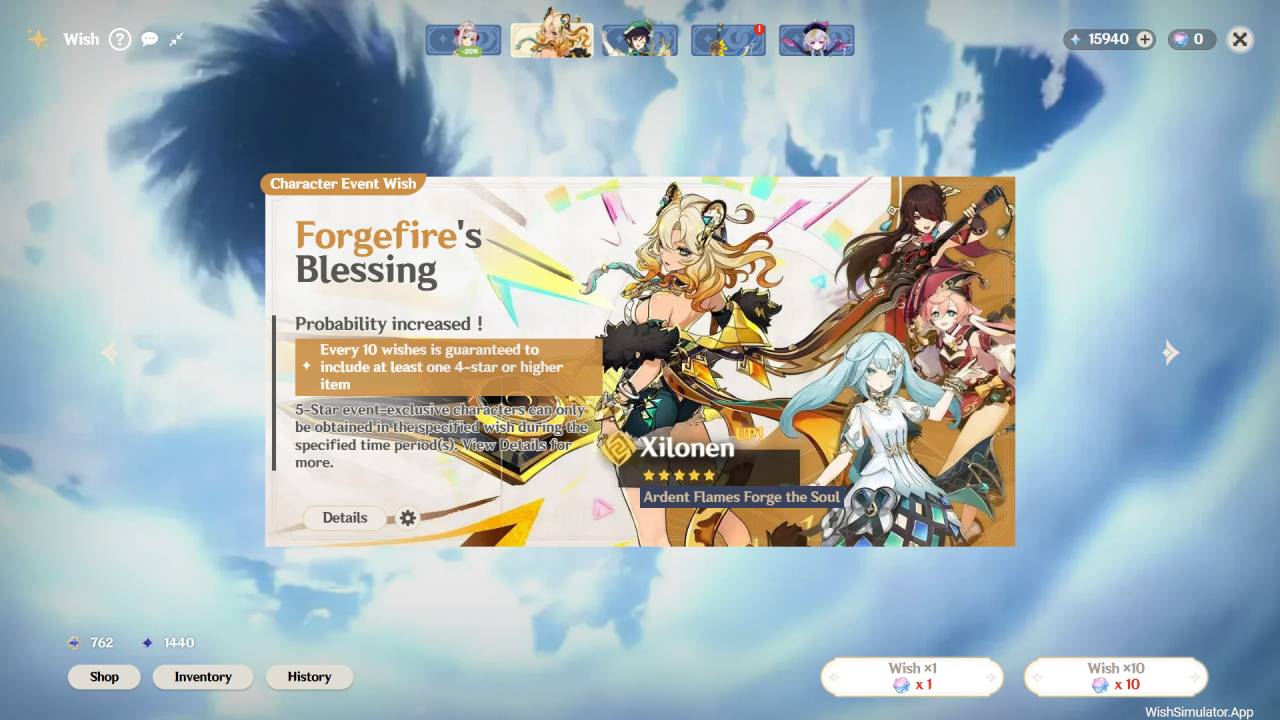 Wish ?
-20%
1
15940
0
Character Event Wish
Forgefire's
Blessing
Probability increased !
Every 10 wishes is guaranteed to
include at least one 4-star or higher
item
5-Star event-exclusive characters can only
be obtained in the specified wish during the
specified time period(s). View Details for
more.
UP!
Xilonen
Ardent Flames Forge the Soul
Details
762
1440
Shop
Inventory
History
Wish ×1
x 1
Wish ×10
x 10
WishSimulator.App